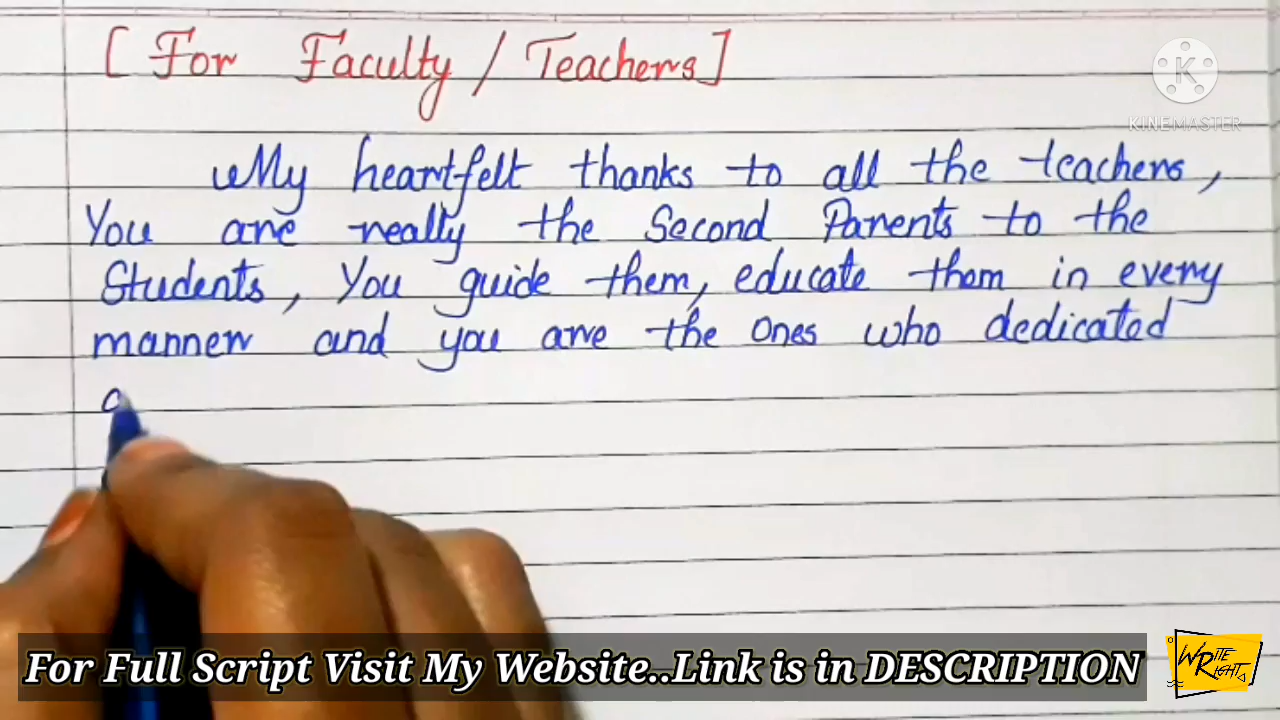 [For Faculty / Teachers]
KINEMASTER
My heartfelt thanks to all the teachers,
You are really the Second Parents to the
Students, You guide them, educate them in every
manner and you are the ones who dedicated
For Full Script Visit My Website..Link is in DESCRIPTION
WRITE
RIGHT